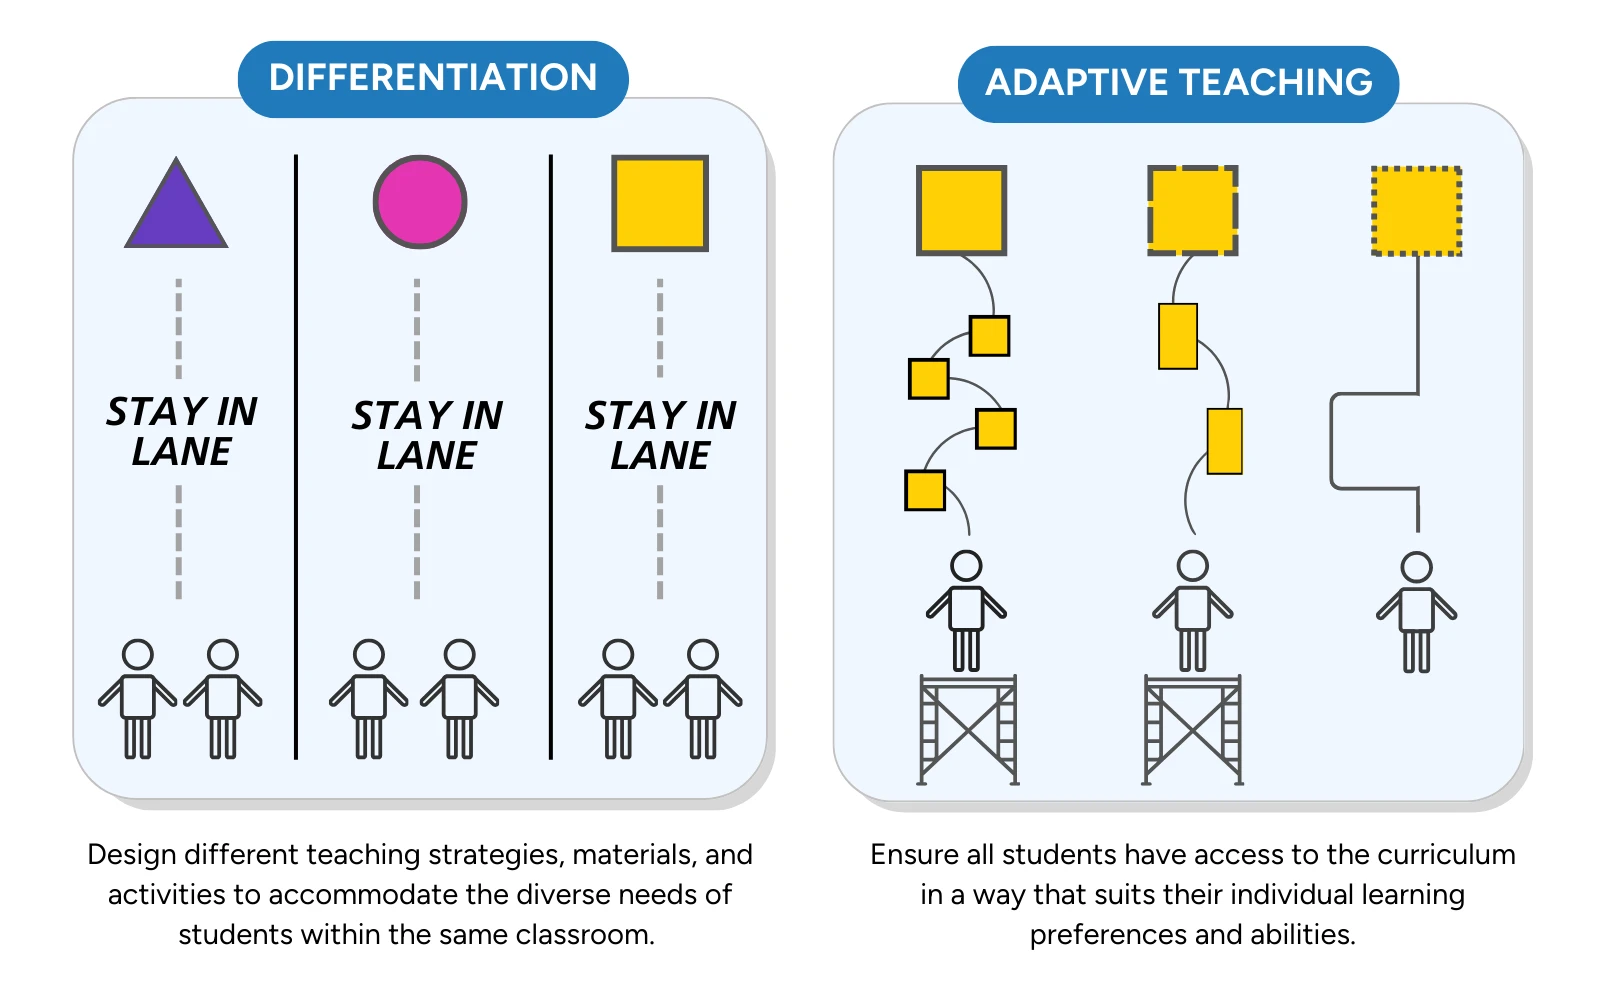 DIFFERENTIATION
STAY IN
LANE
STAY IN
LANE
STAY IN
LANE
Design different teaching strategies, materials, and
activities to accommodate the diverse needs of
students within the same classroom.
ADAPTIVE TEACHING
Ensure all students have access to the curriculum
in a way that suits their individual learning
preferences and abilities.